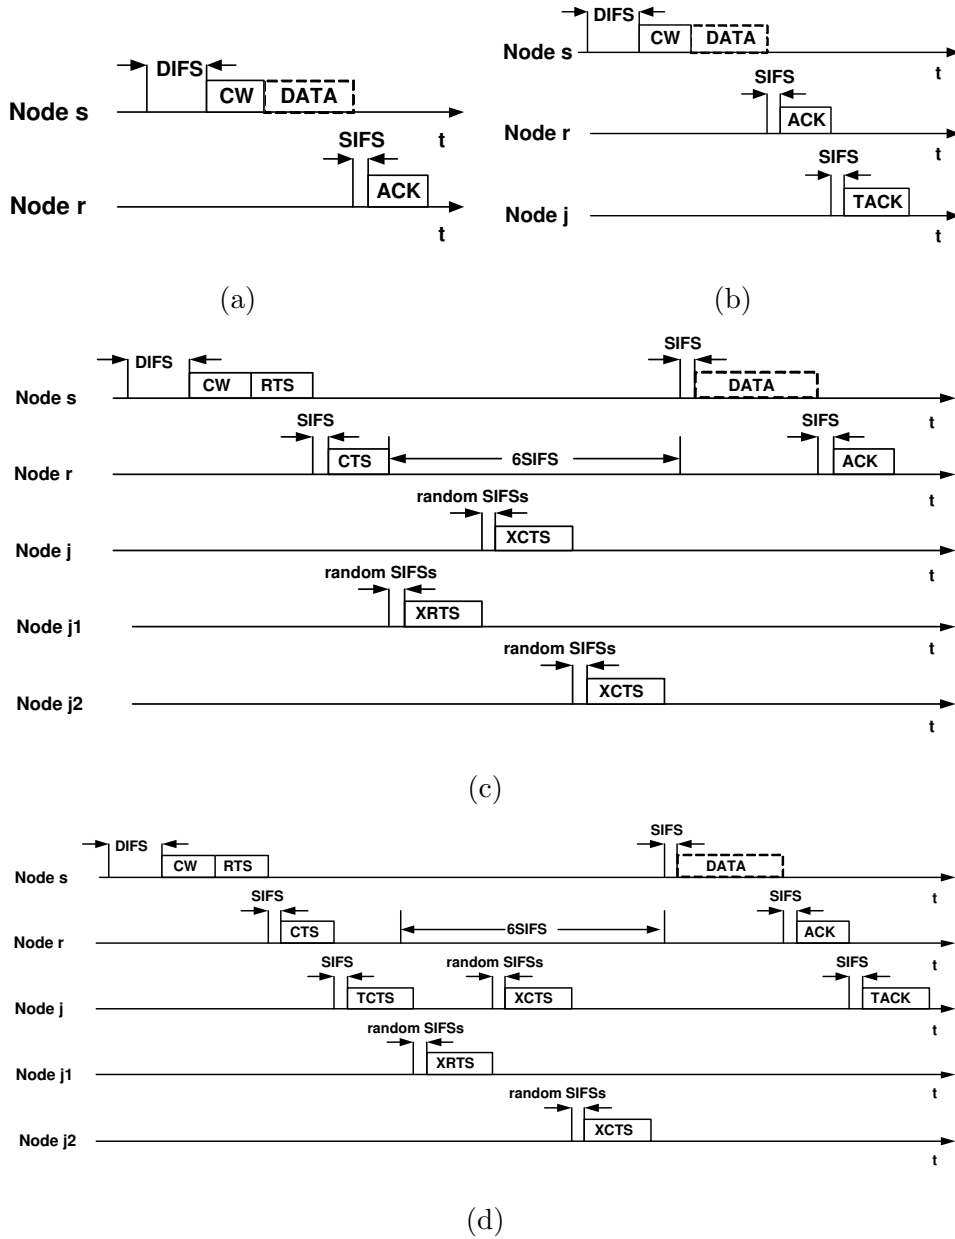 DIFS
Node s CW DATA t
SIFS
Node r ACK t
(a)
DIFS
Node s CW DATA t
SIFS
Node r ACK t
SIFS
Node j TACK t
(b)
DIFS SIFS
Node s CW RTS DATA t
SIFS SIFS
Node r CTS 6SIFS ACK t
random SIFSs
Node j XCTS t
random SIFSs
Node j1 XRTS t
random SIFSs
Node j2 XCTS t
(c)
DIFS SIFS
Node s CW RTS DATA t
SIFS SIFS
Node r CTS 6SIFS ACK t
SIFS random SIFSs SIFS
Node j TCTS XCTS TACK t
random SIFSs
Node j1 XRTS t
random SIFSs
Node j2 XCTS t
(d)